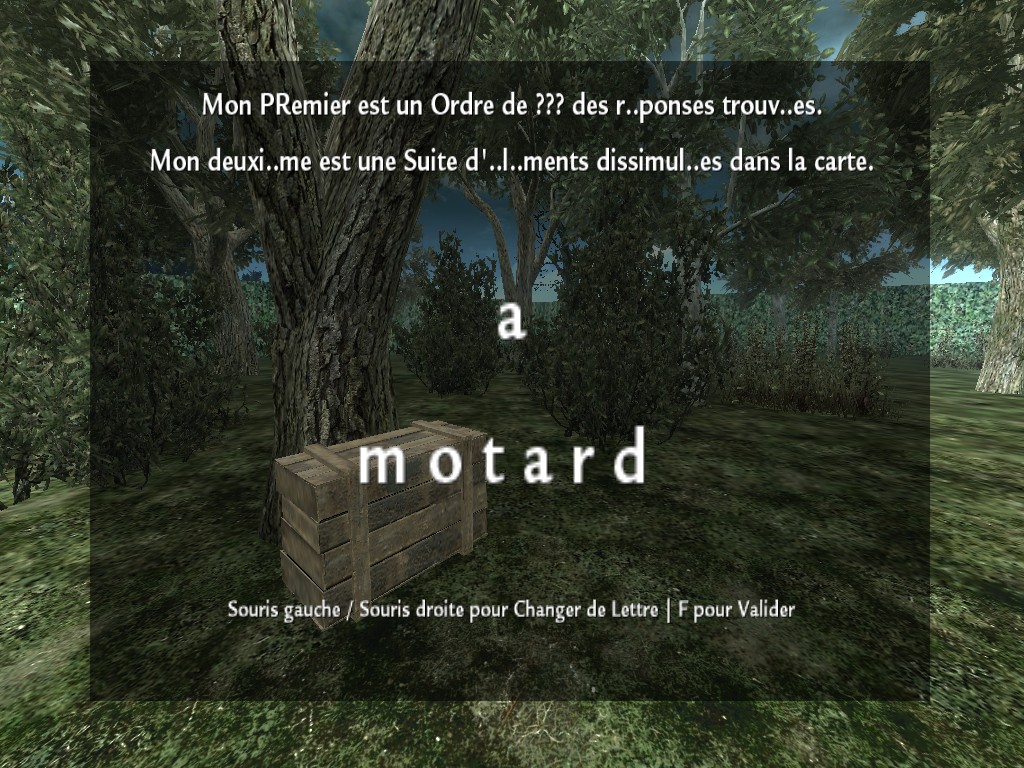 Mon PRemier est un Ordre de ??? des r..ponses trouv..es.
Mon deuxi..me est une Suite d'..l..ments dissimul..es dans la carte.
a
m o t a r d
Souris gauche / Souris droite pour Changer de Lettre | F pour Valider